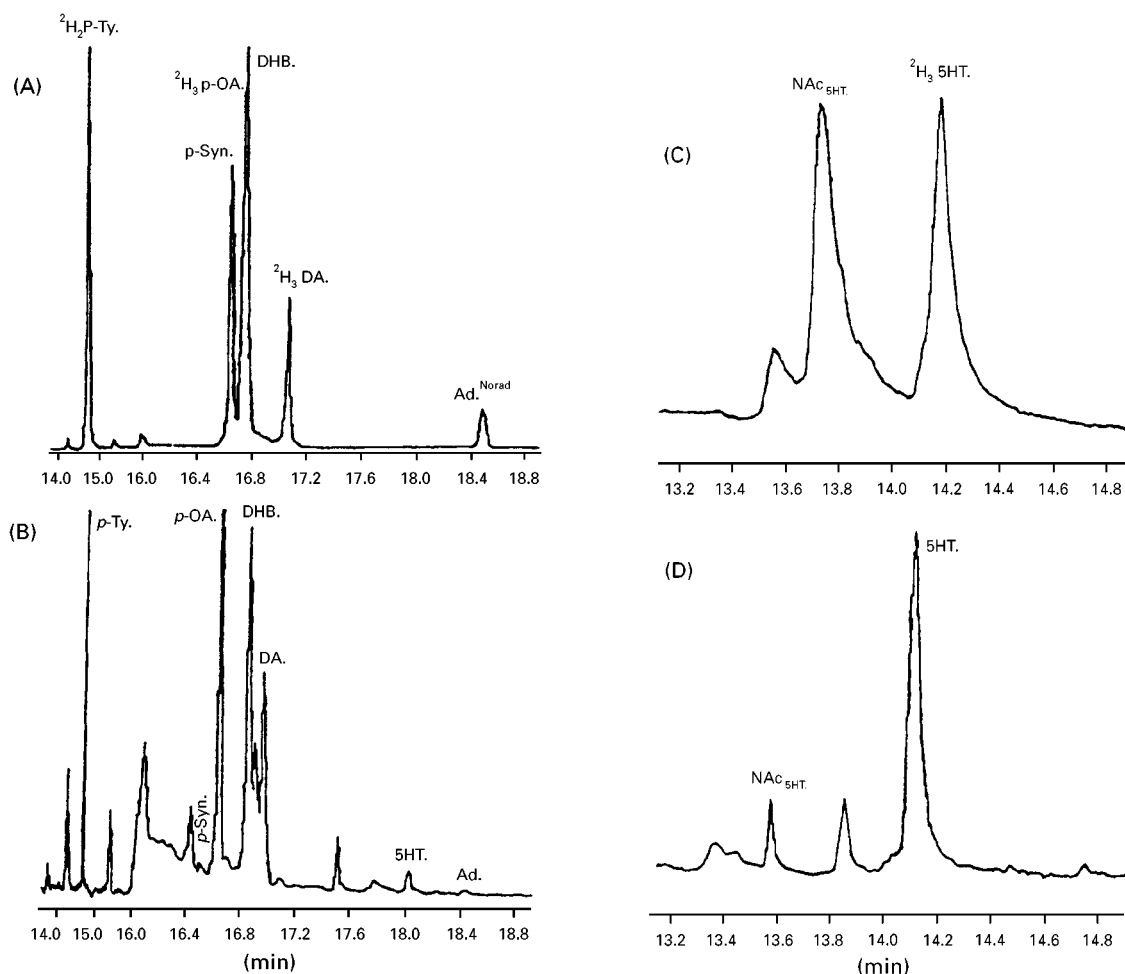 (A)
²H₂P-Ty.
p-Syn.
²H₃ p-OA.
DHB.
²H₃ DA.
Ad.ᴺᵒʳᵃᵈ
14.0 15.0 16.0 16.4 16.8 17.2 17.6 18.0 18.4 18.8
(B)
p-Ty.
p-Syn.
p-OA.
DHB.
DA.
5HT.
Ad.
14.0 15.0 16.0 16.4 16.8 17.2 17.6 18.0 18.4 18.8
(min)
(C)
NAc₅HT.
²H₃ 5HT.
13.2 13.4 13.6 13.8 14.0 14.2 14.4 14.6 14.8
(D)
NAc₅HT.
5HT.
13.2 13.4 13.6 13.8 14.0 14.2 14.4 14.6 14.8
(min)